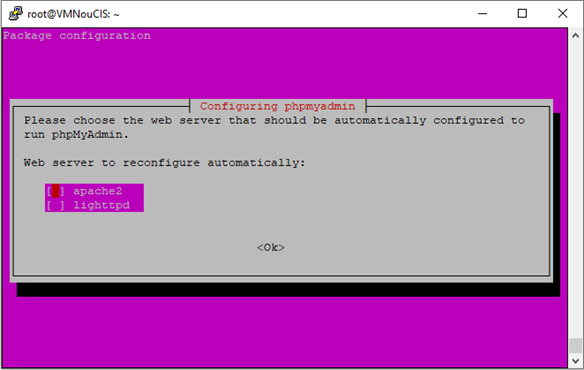 root@VMNouCIS: ~
Package configuration
Configuring phpmyadmin
Please choose the web server that should be automatically configured to
run phpMyAdmin.
Web server to reconfigure automatically:
[ ] apache2
[ ] lighttpd
<Ok>